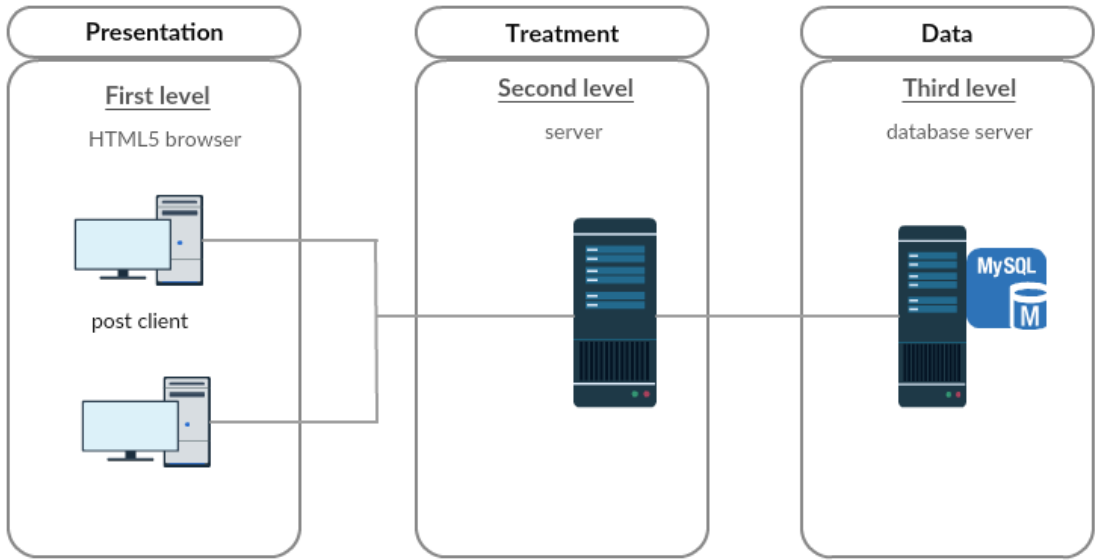 Presentation
First level
HTML5 browser
post client
Treatment
Second level
server
Data
Third level
database server
MySQL
M